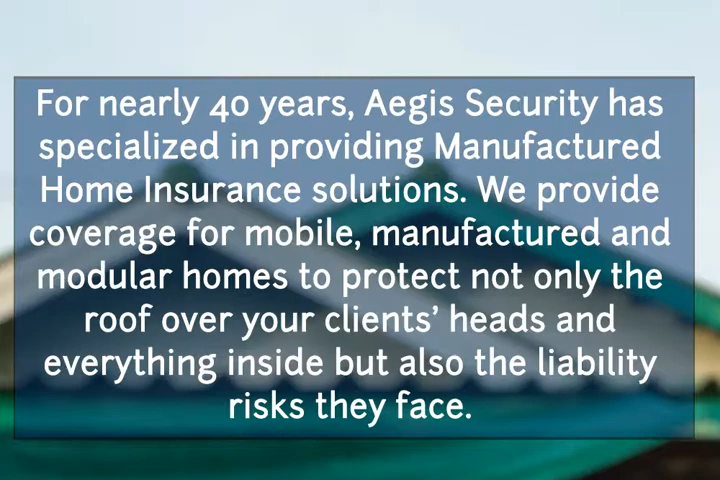 For nearly 40 years, Aegis Security has
specialized in providing Manufactured
Home Insurance solutions. We provide
coverage for mobile, manufactured and
modular homes to protect not only the
roof over your clients’ heads and
everything inside but also the liability
risks they face.